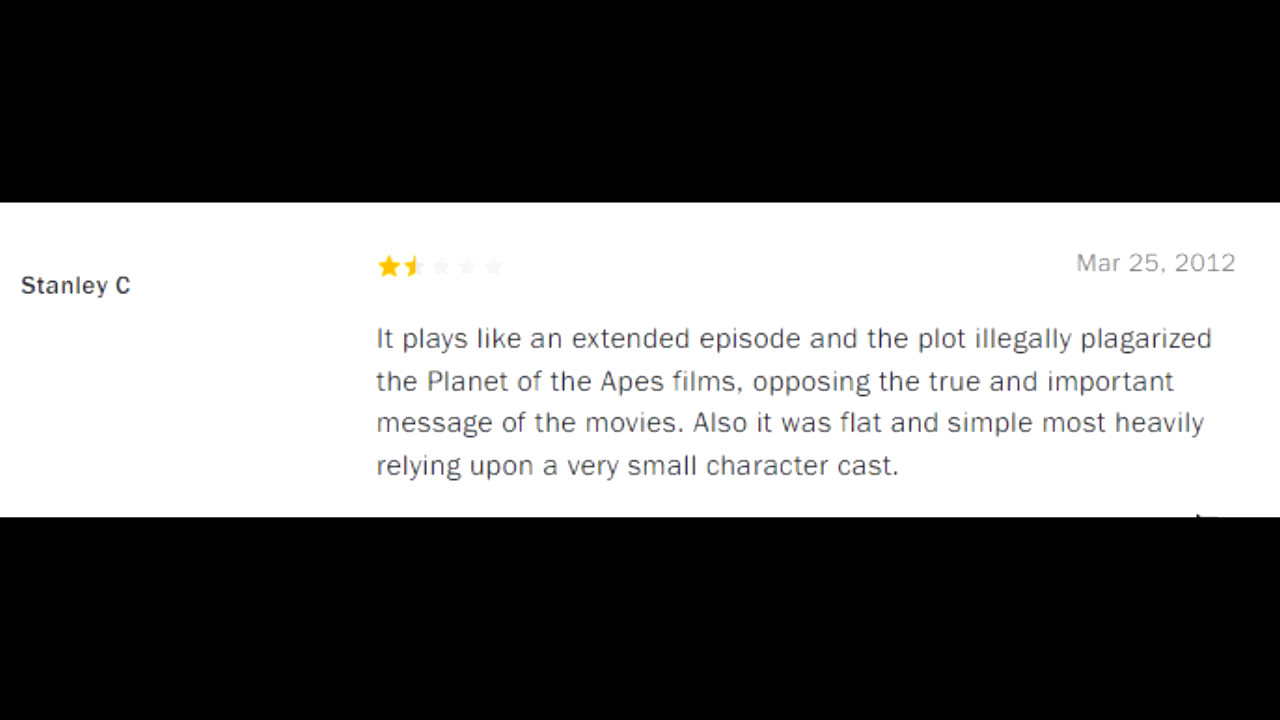 Stanley C
Mar 25, 2012
It plays like an extended episode and the plot illegally plagarized
the Planet of the Apes films, opposing the true and important
message of the movies. Also it was flat and simple most heavily
relying upon a very small character cast.